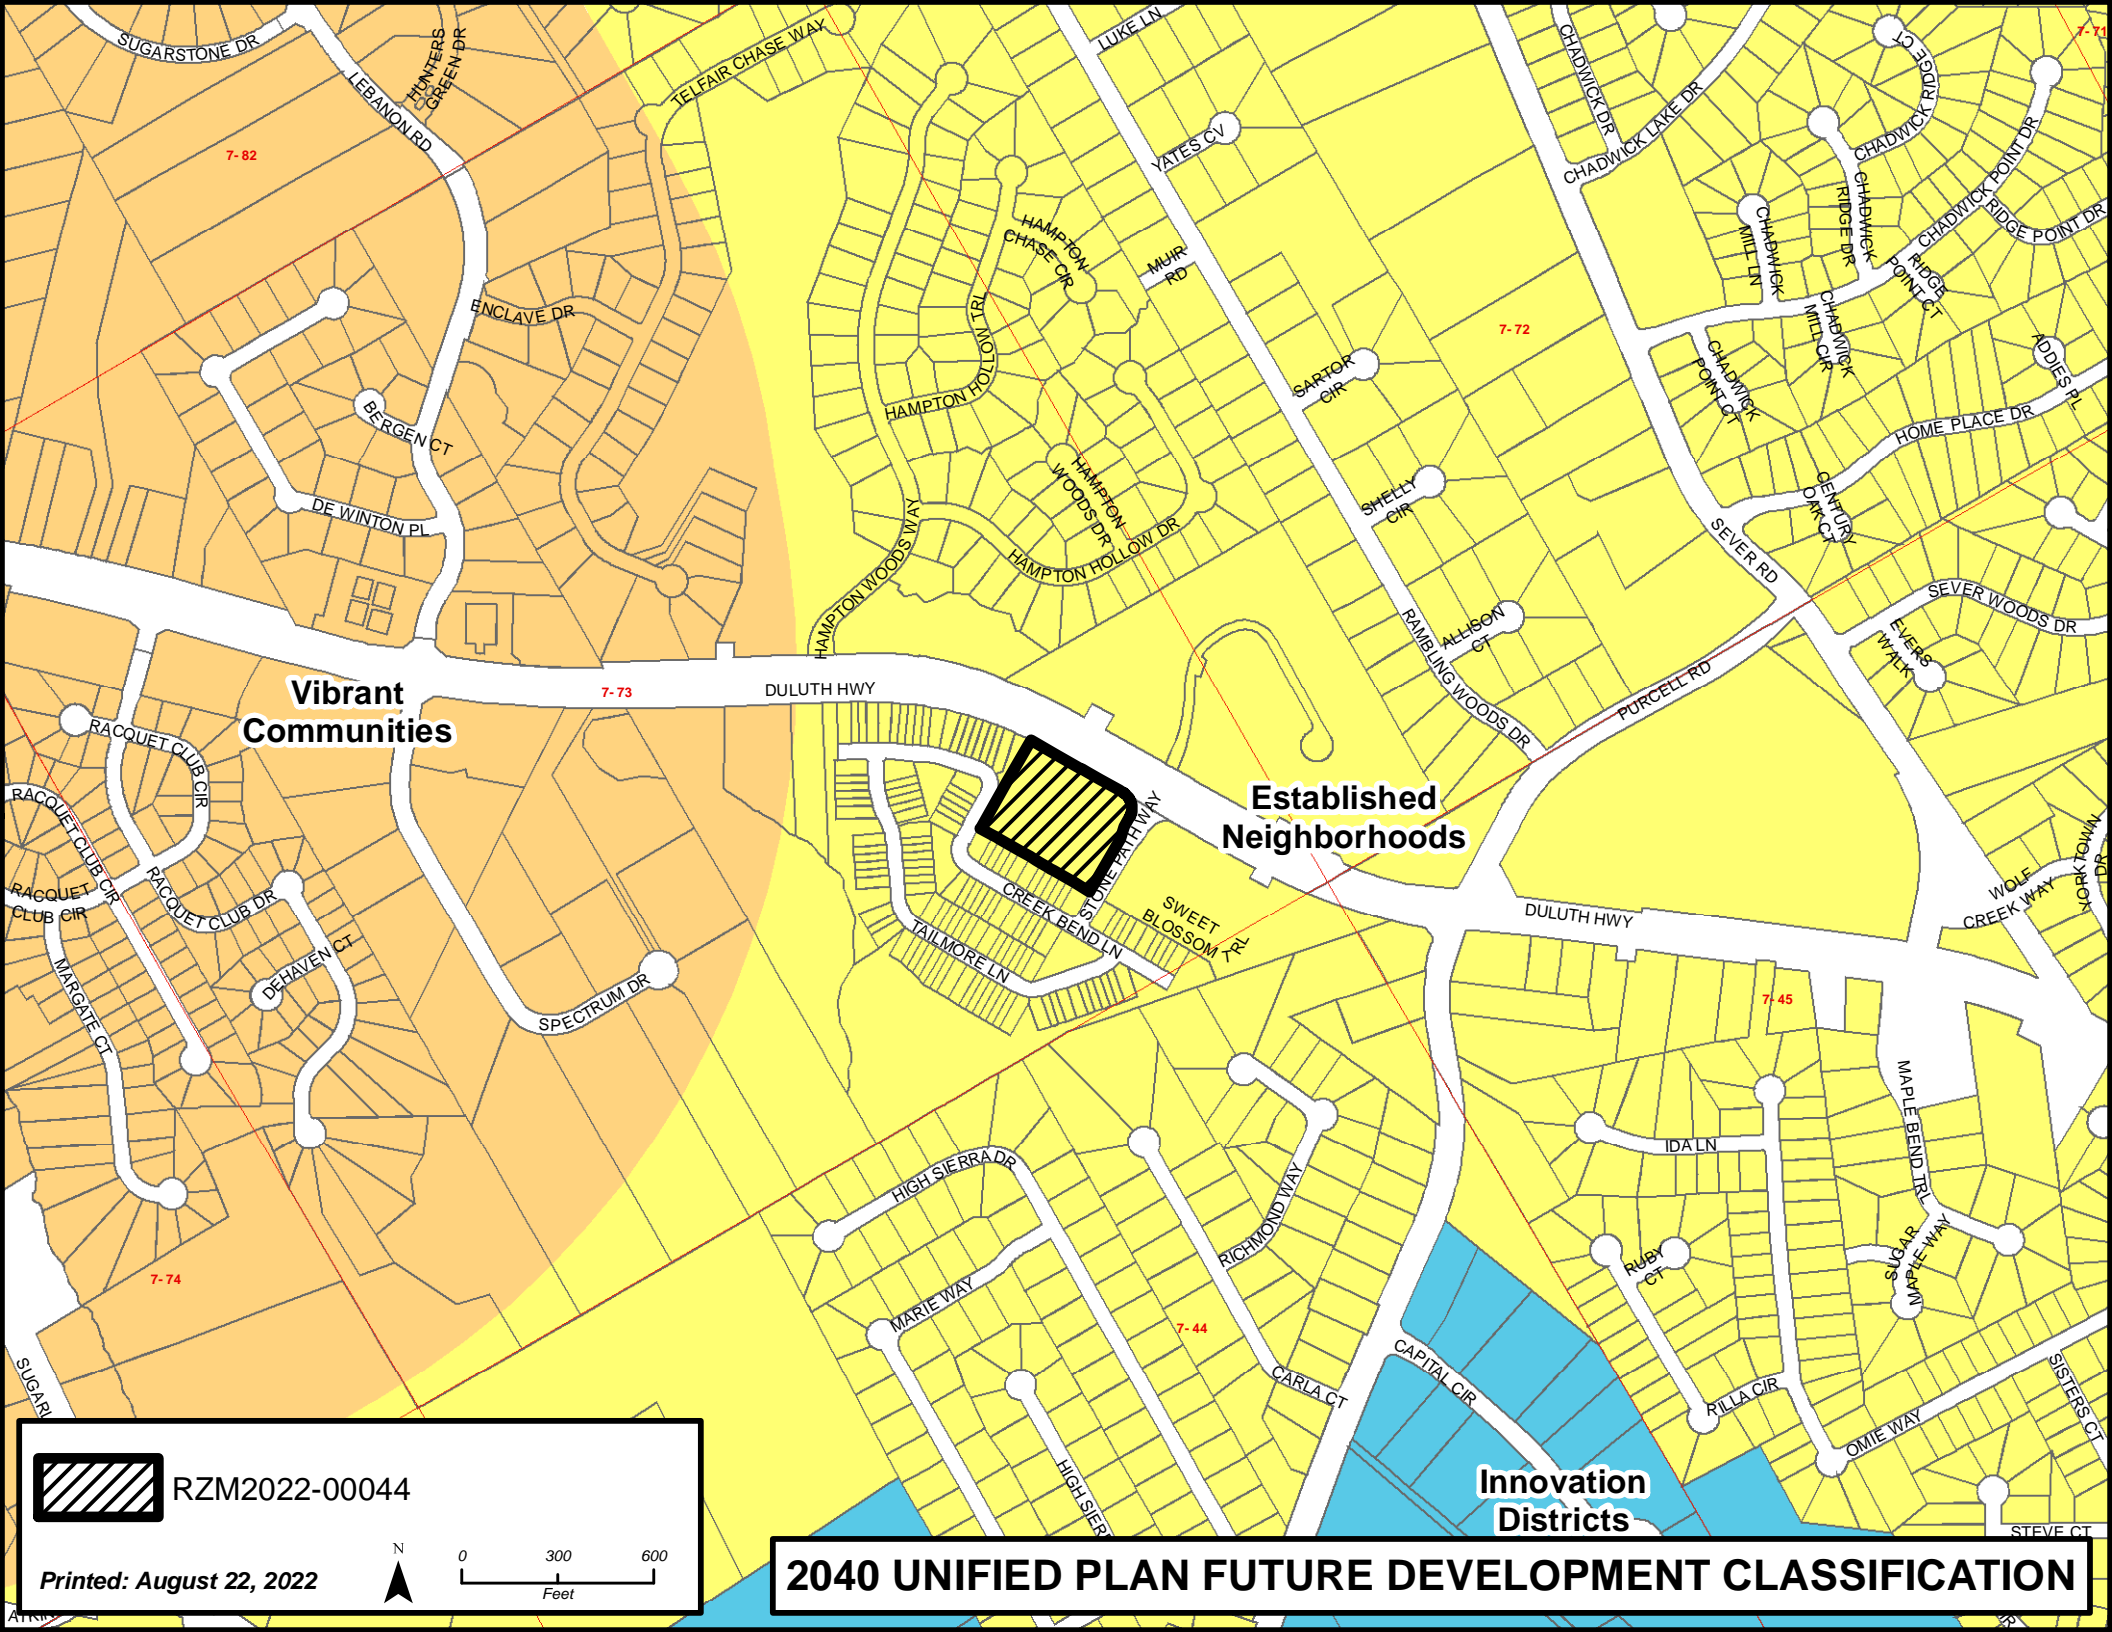 SUGARSTONE DR
HUNTERS
GREEN DR
LEBANON RD
TELFAIR CHASE WAY
LUKE LN
CHADWICK DR
CHADWICK LAKE DR
CHADWICK RIDGE CT
7-71
7-82
YATES CV
CHADWICK POINT DR
CHADWICK
RIDGE DR
RIDGE POINT DR
CHADWICK
MILL LN
RIDGE
POINT CT
HAMPTON
CHASE CIR
MUIR
RD
ENCLAVE DR
HAMPTON HOLLOW TRL
7-72
CHADWICK
MILL CIR
CHADWICK
POINT CT
ADDIES PL
SARTOR
CIR
BERGEN CT
HOME PLACE DR
HAMPTON
WOODS DR
SHELLY
CIR
CENTURY
OAK CT
DE WINTON PL
HAMPTON WOODS WAY
HAMPTON HOLLOW DR
SEVER RD
SEVER WOODS DR
EVERS
WALK
RAMBLING WOODS DR
ALLISON
CT
PURCELL RD
Vibrant
Communities
7-73
DULUTH HWY
RACQUET CLUB CIR
RACQUET CLUB CIR
RACQUET
CLUB CIR
RACQUET CLUB DR
Established
Neighborhoods
STONE PATH WAY
YORKTOWN
DR
WOLF
CREEK WAY
SWEET
BLOSSOM TRL
CREEK BEND LN
TAILMORE LN
DULUTH HWY
DEHAVEN CT
MARGATE CT
SPECTRUM DR
7-45
MAPLE BEND TRL
IDA LN
HIGH SIERRA DR
RICHMOND WAY
RUBY
CT
SUGAR
MAPLE WAY
7-74
MARIE WAY
7-44
CARLA CT
CAPITAL CIR
RILLA CIR
OMIE WAY
SISTERS CT
SUGARL
HIGH SIERR
Innovation
Districts
STEVE CT
RZM2022-00044
Printed: August 22, 2022
N
0 300 600
Feet
2040 UNIFIED PLAN FUTURE DEVELOPMENT CLASSIFICATION